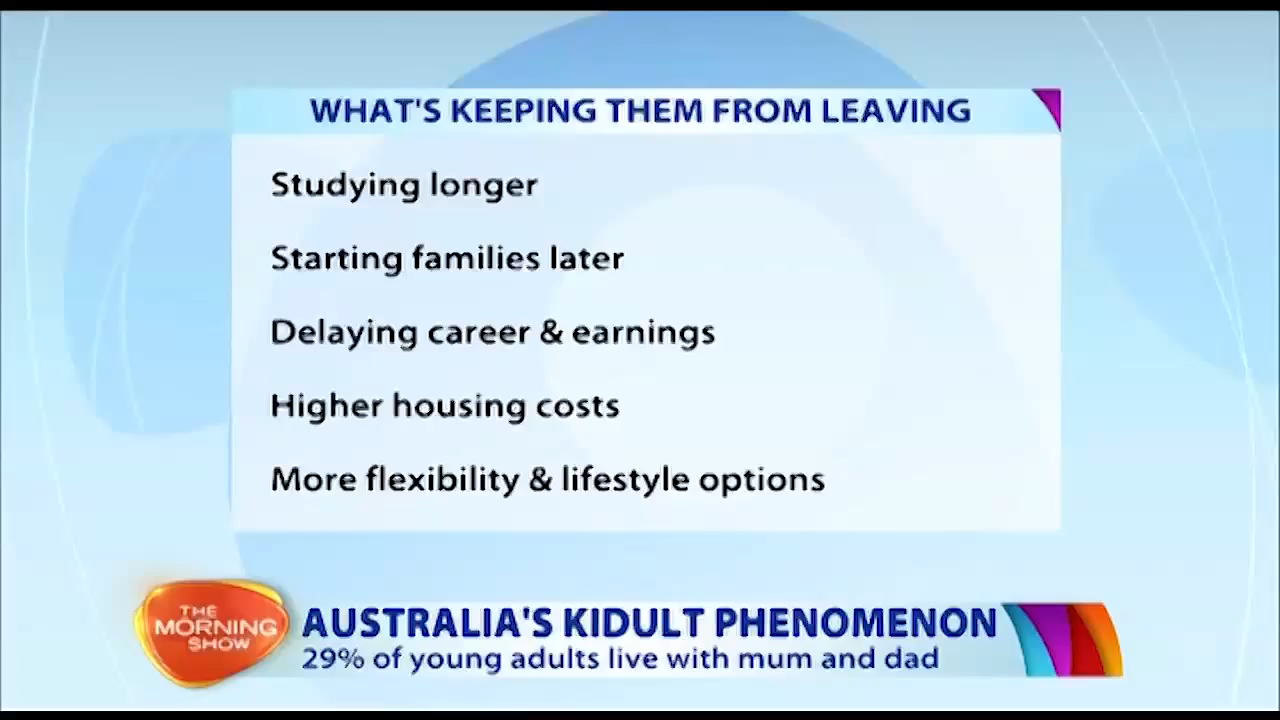 WHAT'S KEEPING THEM FROM LEAVING
Studying longer
Starting families later
Delaying career & earnings
Higher housing costs
More flexibility & lifestyle options
THE
MORNING
SHOW
AUSTRALIA'S KIDULT PHENOMENON
29% of young adults live with mum and dad